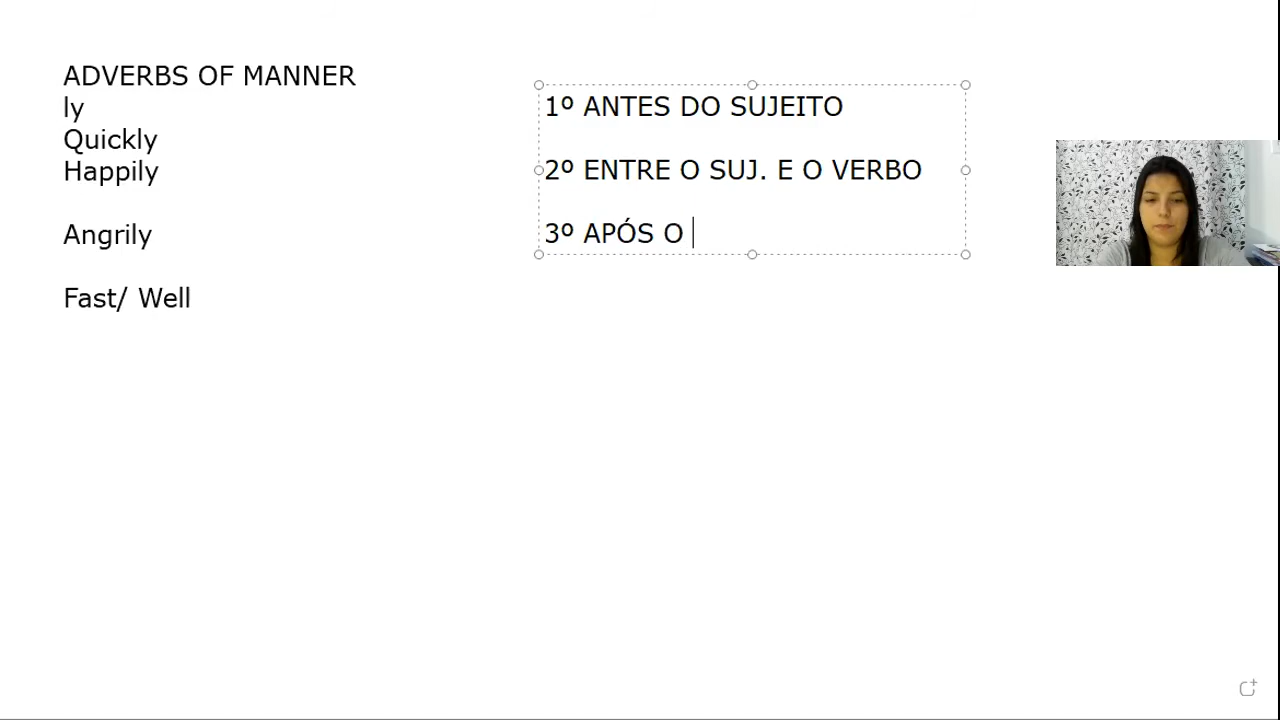 ADVERBS OF MANNER
ly
Quickly
Happily
Angrily
Fast/ Well
1º ANTES DO SUJEITO
2º ENTRE O SUJ. E O VERBO
3º APÓS O